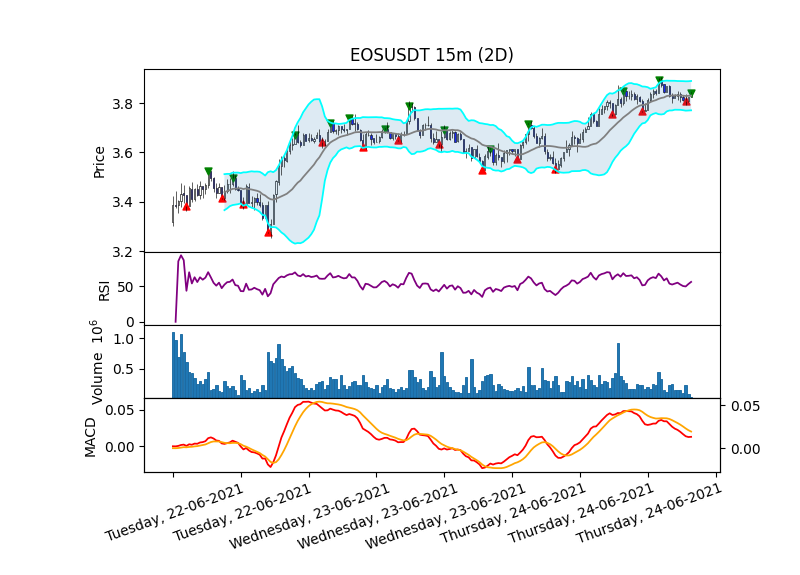 EOSUSDT 15m (2D)
Price
3.8
3.6
3.4
3.2
RSI
50
0
Volume 10^6
1.0
0.5
MACD
0.05
0.00
0.05
0.00
Tuesday, 22-06-2021
Tuesday, 22-06-2021
Wednesday, 23-06-2021
Wednesday, 23-06-2021
Wednesday, 23-06-2021
Thursday, 24-06-2021
Thursday, 24-06-2021
Thursday, 24-06-2021